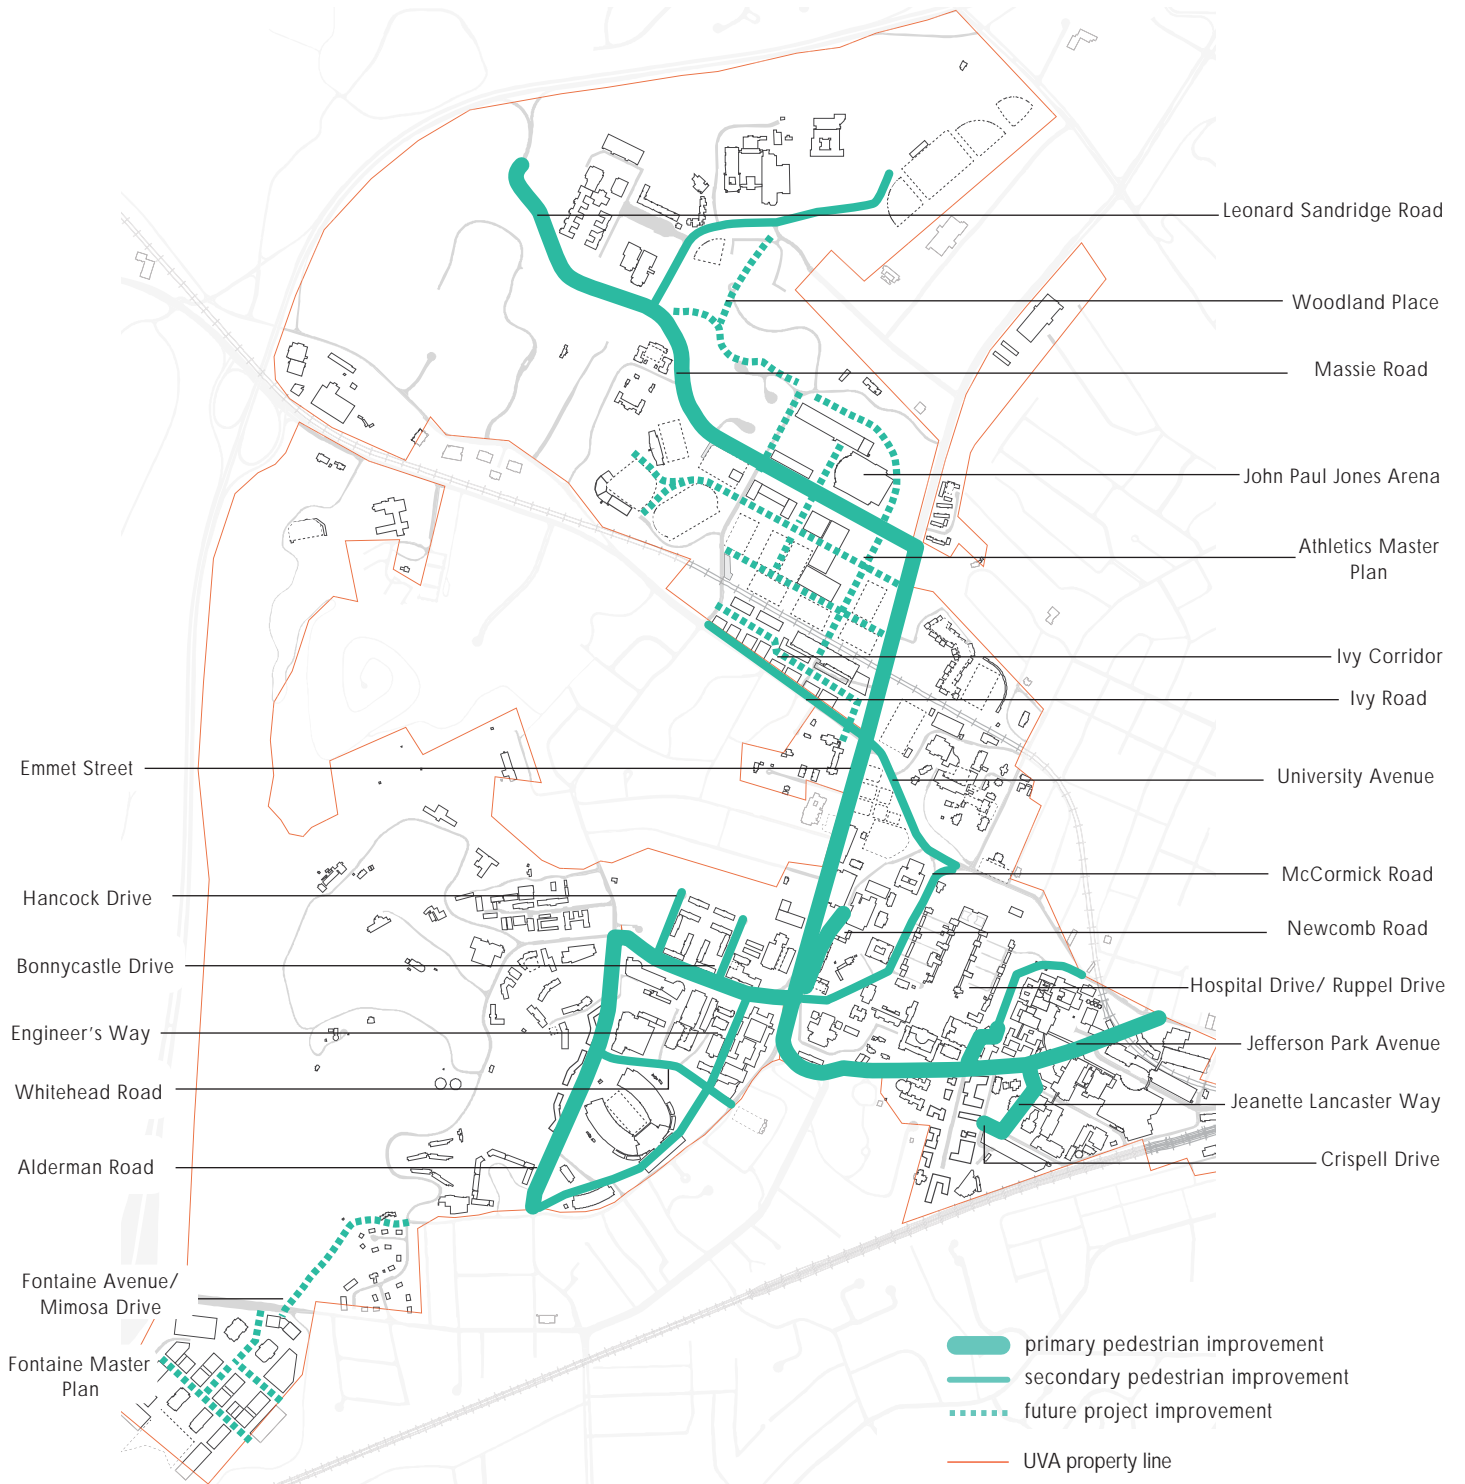 Leonard Sandridge Road
Woodland Place
Massie Road
John Paul Jones Arena
Athletics Master
Plan
Ivy Corridor
Ivy Road
Emmet Street
University Avenue
McCormick Road
Hancock Drive
Newcomb Road
Bonnycastle Drive
Hospital Drive/ Ruppel Drive
Engineer's Way
Jefferson Park Avenue
Whitehead Road
Jeanette Lancaster Way
Alderman Road
Crispell Drive
Fontaine Avenue/
Mimosa Drive
Fontaine Master
Plan
primary pedestrian improvement
secondary pedestrian improvement
future project improvement
UVA property line